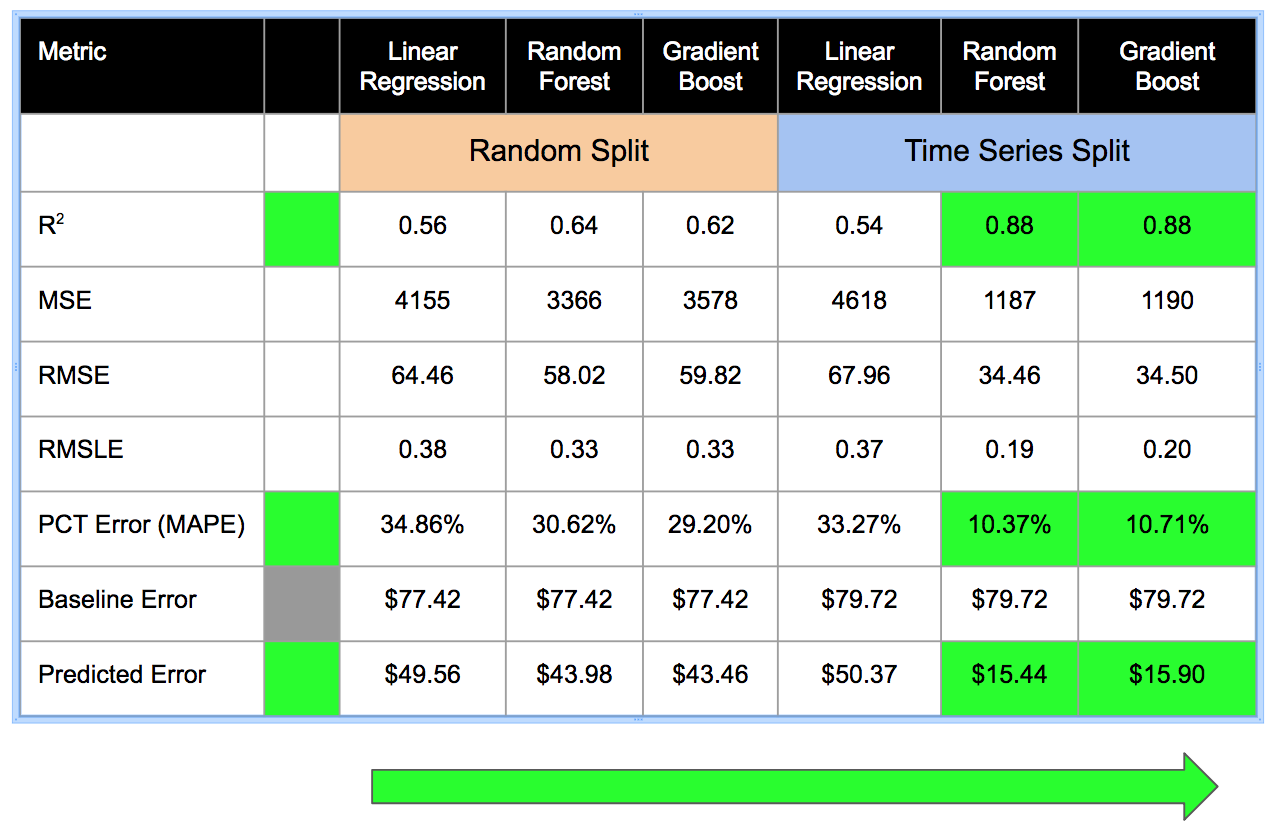 Metric Linear Regression Random Forest Gradient Boost Linear Regression Random Forest Gradient Boost
Random Split Time Series Split
R² 0.56 0.64 0.62 0.54 0.88 0.88
MSE 4155 3366 3578 4618 1187 1190
RMSE 64.46 58.02 59.82 67.96 34.46 34.50
RMSLE 0.38 0.33 0.33 0.37 0.19 0.20
PCT Error (MAPE) 34.86% 30.62% 29.20% 33.27% 10.37% 10.71%
Baseline Error $77.42 $77.42 $77.42 $79.72 $79.72 $79.72
Predicted Error $49.56 $43.98 $43.46 $50.37 $15.44 $15.90